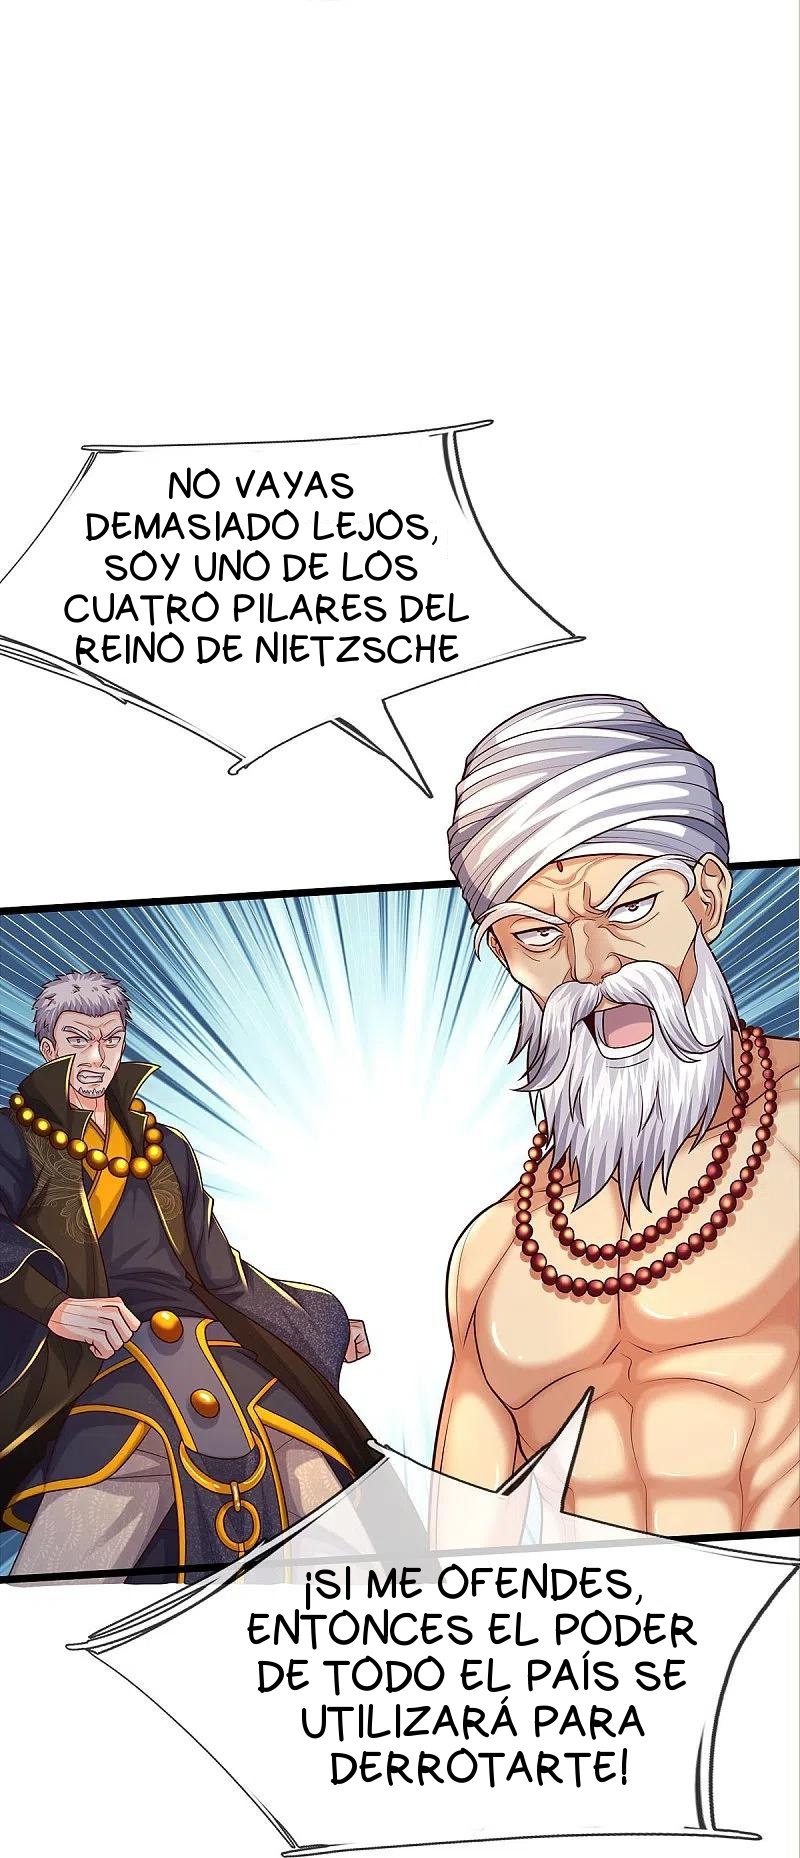 NO VAYAS
DEMASIADO LEJOS,
SOY UNO DE LOS
CUATRO PILARES DEL
REINO DE NIETZSCHE
¡SI ME OFENDES,
ENTONCES EL PODER
DE TODO EL PAÍS SE
UTILIZARÁ PARA
DERROTARTE!